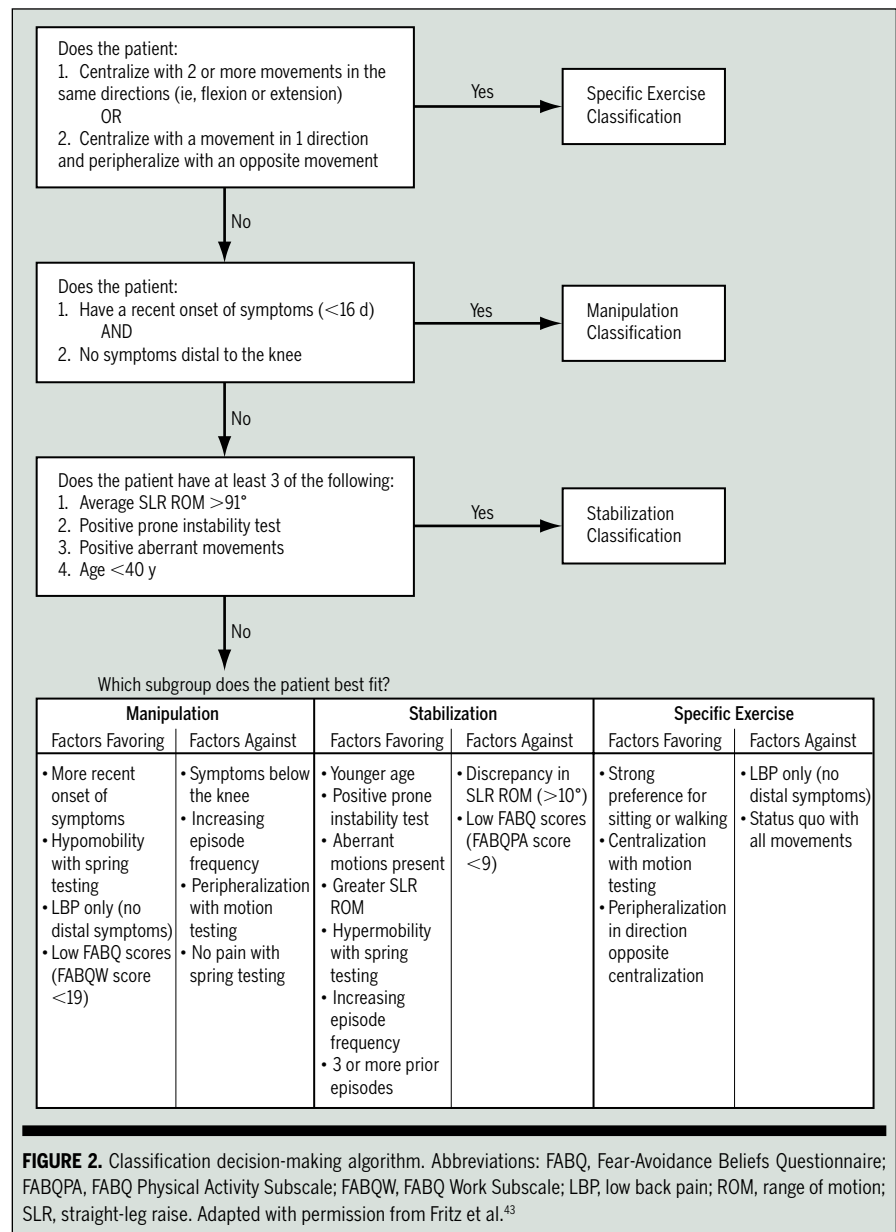 Does the patient:
1. Centralize with 2 or more movements in the
same directions (ie, flexion or extension)
OR
2. Centralize with a movement in 1 direction
and peripheralize with an opposite movement
Yes
Specific Exercise
Classification
No
Does the patient:
1. Have a recent onset of symptoms (<16 d)
AND
2. No symptoms distal to the knee
Yes
Manipulation
Classification
No
Does the patient have at least 3 of the following:
1. Average SLR ROM >91°
2. Positive prone instability test
3. Positive aberrant movements
4. Age <40 y
Yes
Stabilization
Classification
No
Which subgroup does the patient best fit?
Manipulation
Factors Favoring
• More recent
onset of
symptoms
• Hypomobility
with spring
testing
• LBP only (no
distal symptoms)
• Low FABQ scores
(FABQW score
<19)
Factors Against
• Symptoms below
the knee
• Increasing
episode
frequency
• Peripheralization
with motion
testing
• No pain with
spring testing
Stabilization
Factors Favoring
• Younger age
• Positive prone
instability test
• Aberrant
motions present
• Greater SLR
ROM
• Hypermobility
with spring
testing
• Increasing
episode
frequency
• 3 or more prior
episodes
Factors Against
• Discrepancy in
SLR ROM (>10°)
• Low FABQ scores
(FABQPA score
<9)
Specific Exercise
Factors Favoring
• Strong
preference for
sitting or walking
• Centralization
with motion
testing
• Peripheralization
in direction
opposite
centralization
Factors Against
• LBP only (no
distal symptoms)
• Status quo with
all movements
FIGURE 2. Classification decision-making algorithm. Abbreviations: FABQ, Fear-Avoidance Beliefs Questionnaire;
FABQPA, FABQ Physical Activity Subscale; FABQW, FABQ Work Subscale; LBP, low back pain; ROM, range of motion;
SLR, straight-leg raise. Adapted with permission from Fritz et al.43